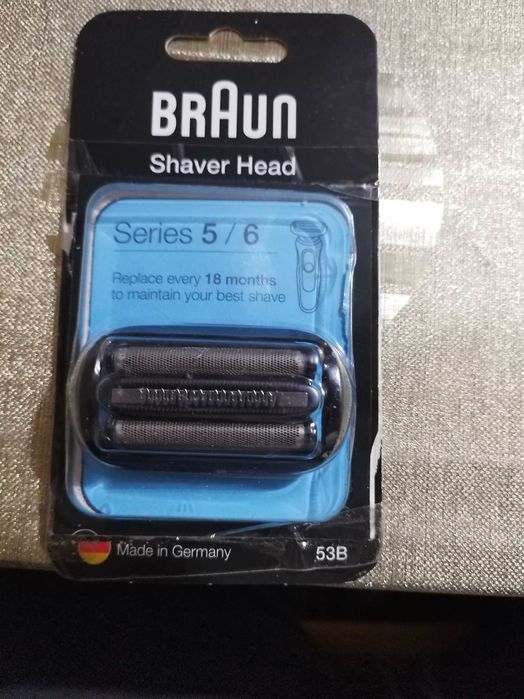 BRAUN
Shaver Head
Series 5 / 6
Replace every 18 months
to maintain your best shave
Made in Germany
53B